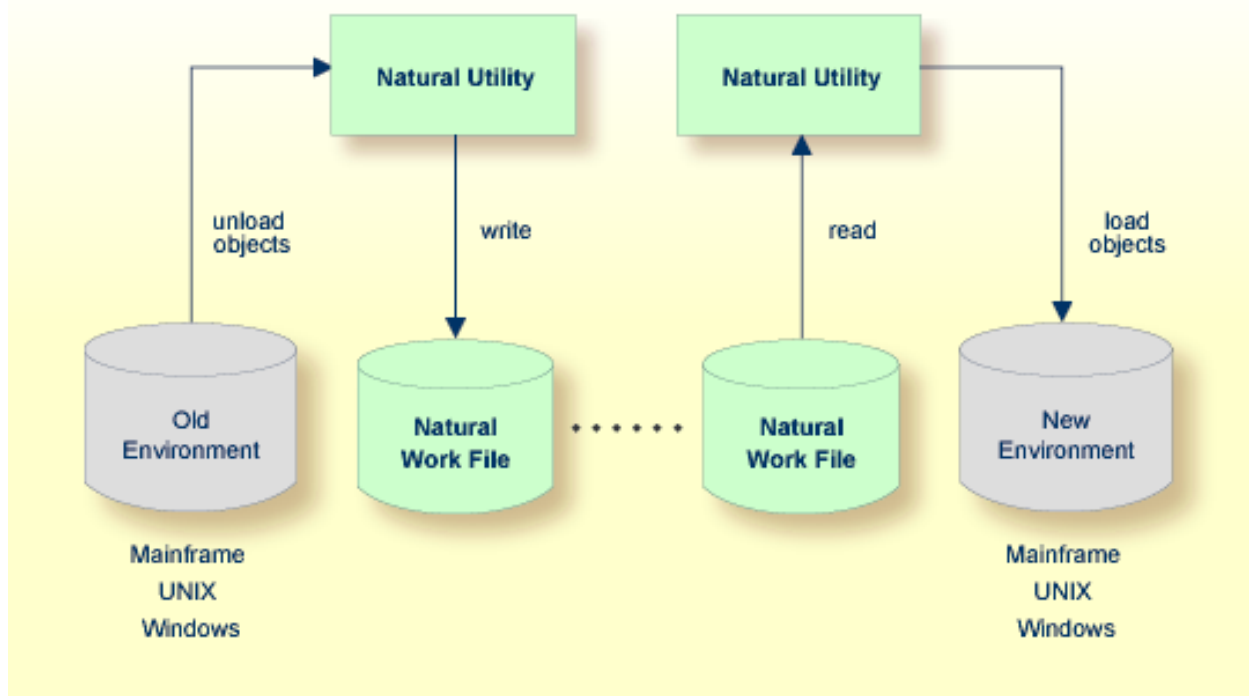 Natural Utility
Natural Utility
unload
objects
write
read
load
objects
Old
Environment
Natural
Work File
Natural
Work File
New
Environment
Mainframe
UNIX
Windows
Mainframe
UNIX
Windows